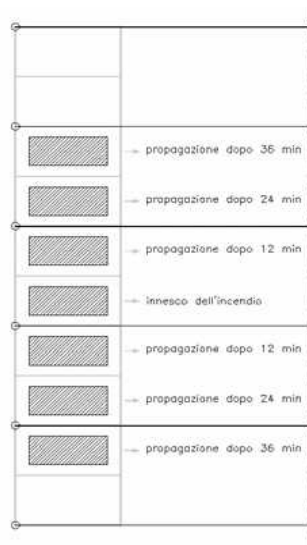 propagazione dopo 36 min
propagazione dopo 24 min
propagazione dopo 12 min
innesco dell'incendio
propagazione dopo 12 min
propagazione dopo 24 min
propagazione dopo 36 min